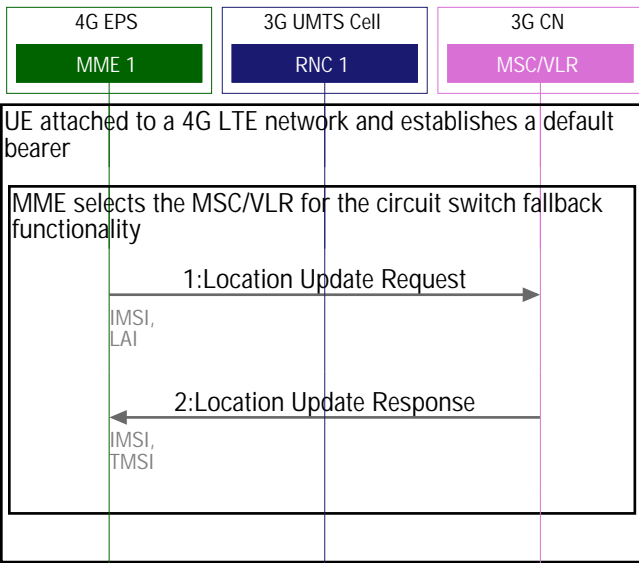 4G EPS
3G UMTS Cell
3G CN
MME 1
RNC 1
MSC/VLR
UE attached to a 4G LTE network and establishes a default
bearer
MME selects the MSC/VLR for the circuit switch fallback
functionality
1:Location Update Request
IMSI,
LAI
2:Location Update Response
IMSI,
TMSI